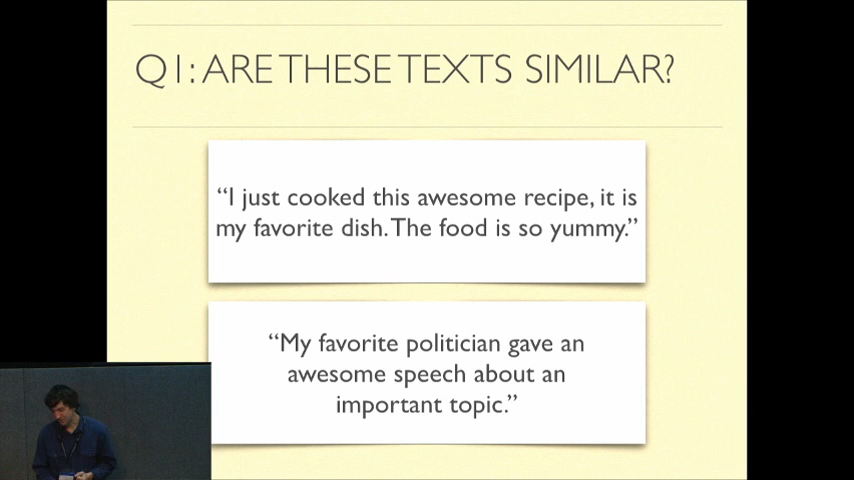 Q1: ARE THESE TEXTS SIMILAR?
“I just cooked this awesome recipe, it is
my favorite dish. The food is so yummy.”
“My favorite politician gave an
awesome speech about an
important topic.”